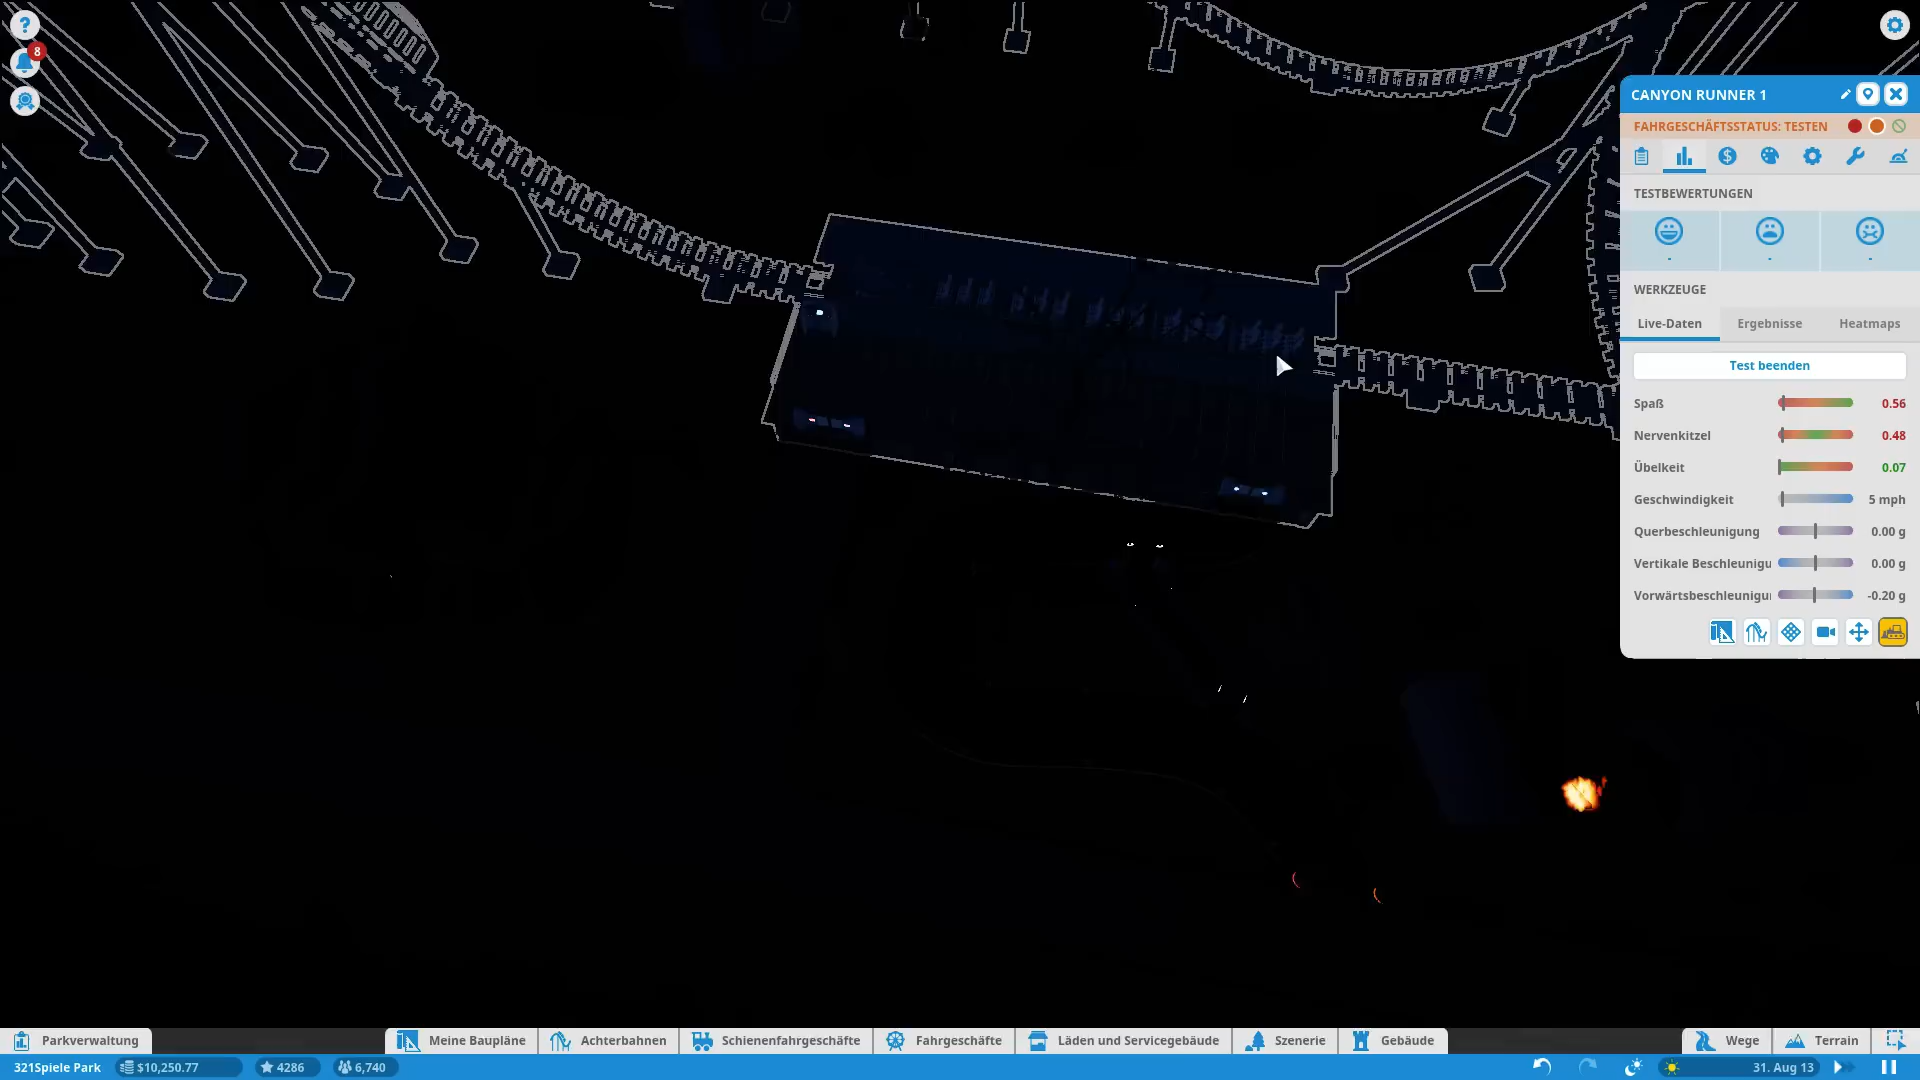 8
CANYON RUNNER 1
FAHRGESCHÄFTSSTATUS: TESTEN
TESTBEWERTUNGEN
- - -
WERKZEUGE
Live-Daten Ergebnisse Heatmaps
Test beenden
Spaß 0.56
Nervenkitzel 0.48
Übelkeit 0.07
Geschwindigkeit 5 mph
Querbeschleunigung 0.00 g
Vertikale Beschleunigu 0.00 g
Vorwärtsbeschleunigu -0.20 g
Parkverwaltung Meine Baupläne Achterbahnen Schienenfahrgeschäfte Fahrgeschäfte Läden und Servicegebäude Szenerie Gebäude Wege Terrain
321Spiele Park $10,250.77 4286 6,740 31. Aug 13